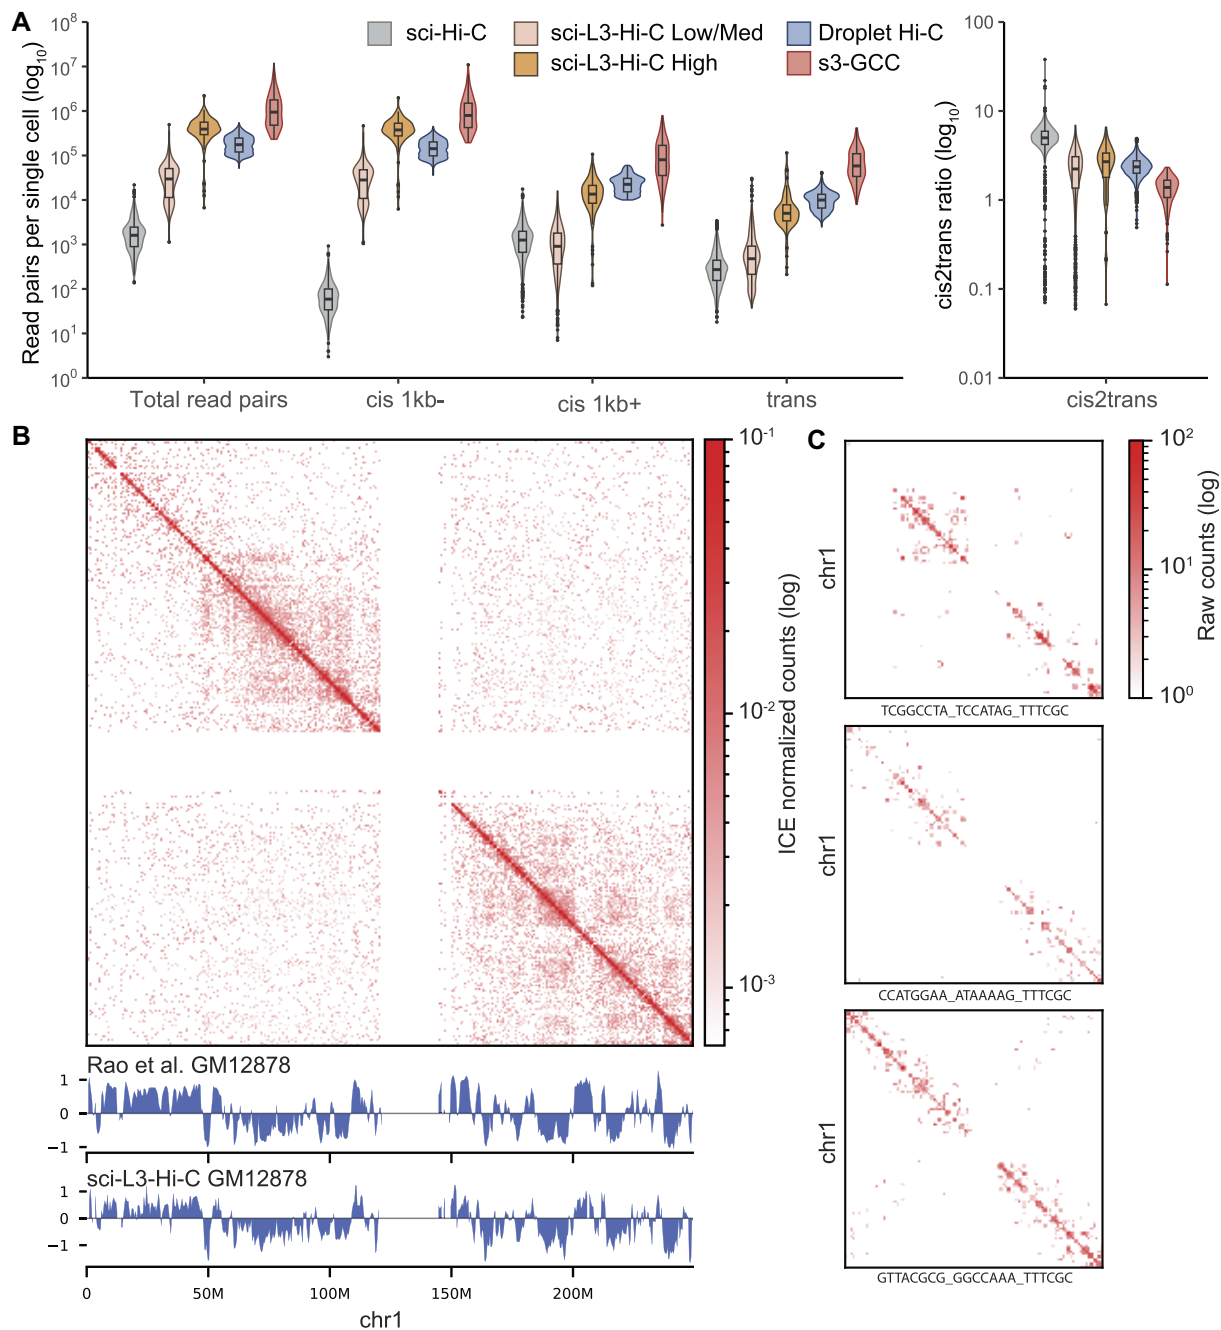 A
Read pairs per single cell (log10)
10^8
10^7
10^6
10^5
10^4
10^3
10^2
10^1
10^0
sci-Hi-C
sci-L3-Hi-C Low/Med
Droplet Hi-C
sci-L3-Hi-C High
s3-GCC
Total read pairs
cis 1kb-
cis 1kb+
trans
cis2trans ratio (log10)
100
10
1
0.1
0.01
cis2trans
B
10^-1
10^-2
10^-3
ICE normalized counts (log)
Rao et al. GM12878
1
0
−1
sci-L3-Hi-C GM12878
1
0
−1
0
50M
100M
150M
200M
chr1
C
chr1
TCGGCCTA_TCCATAG_TTTCGC
10^2
10^1
10^0
Raw counts (log)
chr1
CCATGGAA_ATAAAAG_TTTCGC
chr1
GTTACGCG_GGCCAAA_TTTCGC